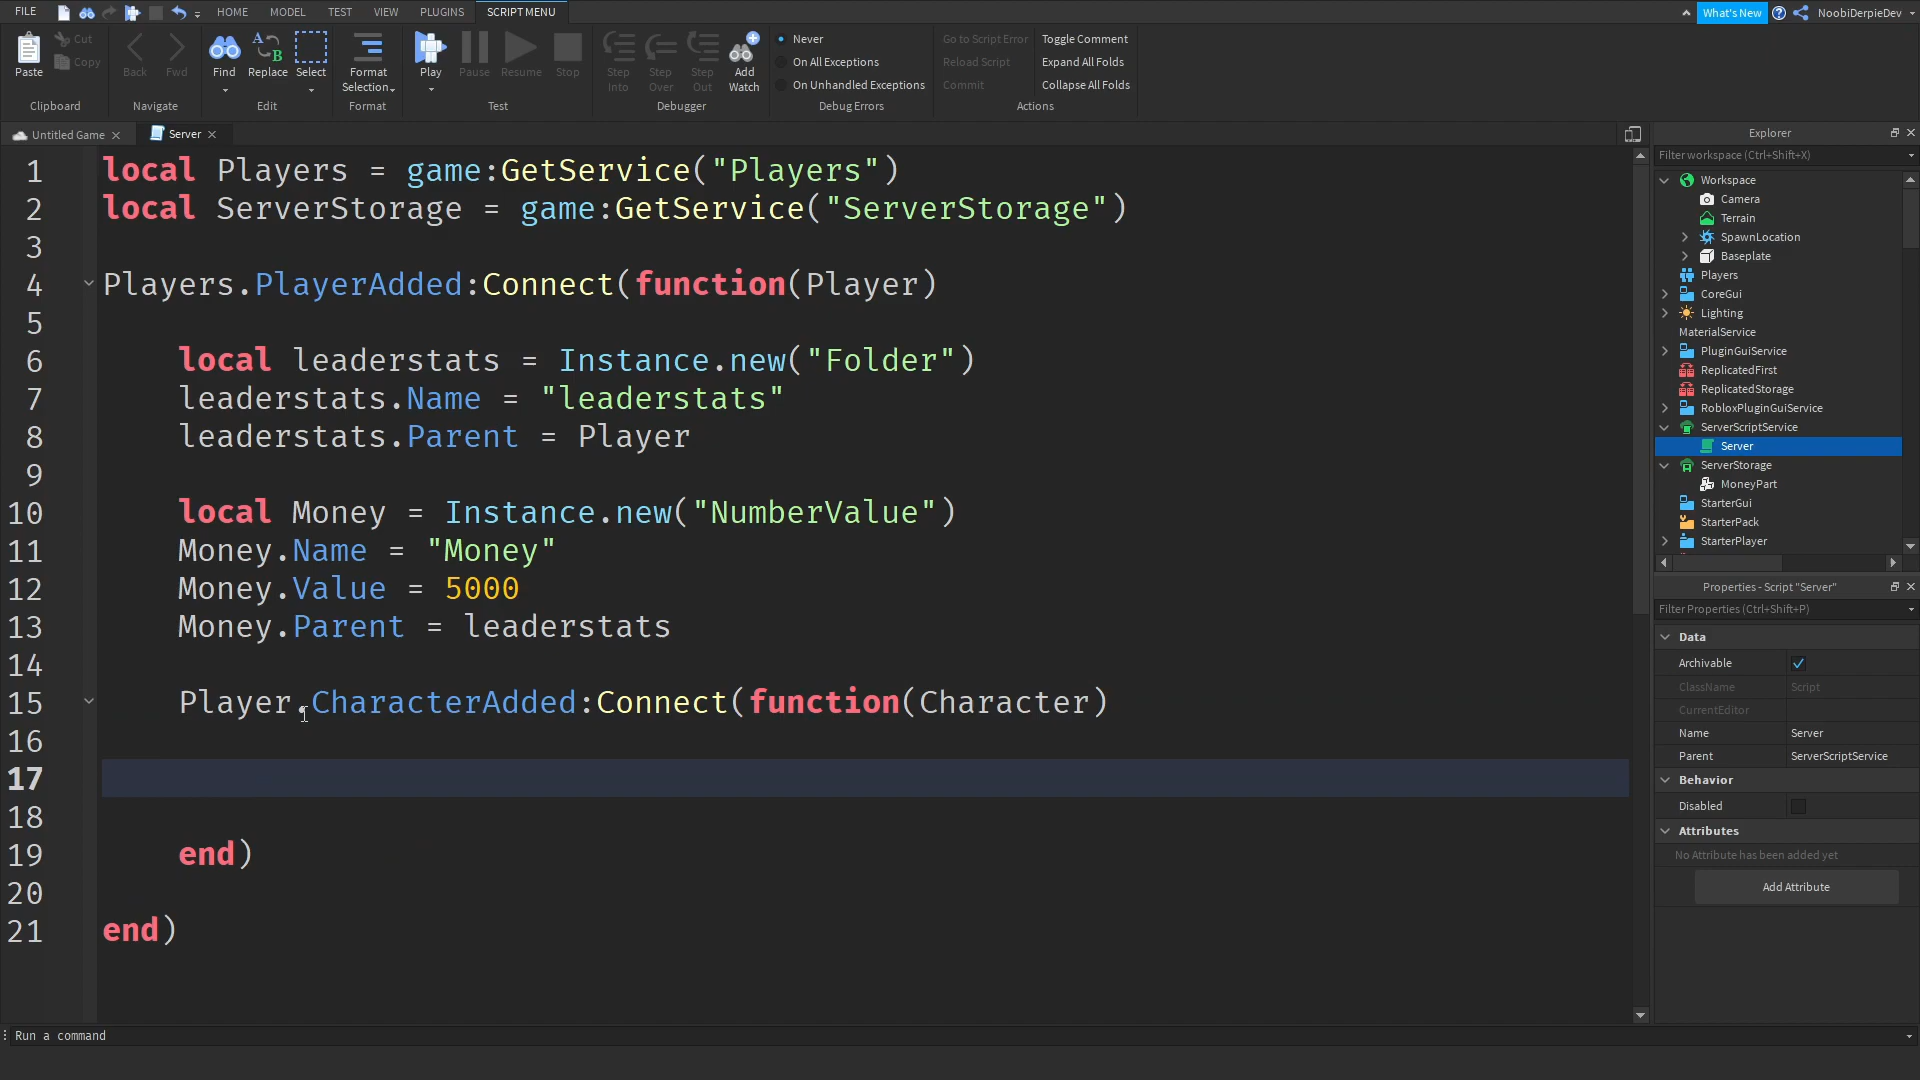 FILE HOME MODEL TEST VIEW PLUGINS SCRIPT MENU What's New NoobiDerpieDev
Paste Cut Copy
Clipboard
Back Fwd
Navigate
Find Replace Select
Edit
Format Selection
Format
Play Pause Resume Stop
Test
Step Into Step Over Step Out Add Watch
Debugger
Never
On All Exceptions
On Unhandled Exceptions
Debug Errors
Go to Script Error
Reload Script
Commit
Toggle Comment
Expand All Folds
Collapse All Folds
Actions
Untitled Game Server
1 local Players = game:GetService("Players")
2 local ServerStorage = game:GetService("ServerStorage")
3
4 Players.PlayerAdded:Connect(function(Player)
5
6 local leaderstats = Instance.new("Folder")
7 leaderstats.Name = "leaderstats"
8 leaderstats.Parent = Player
9
10 local Money = Instance.new("NumberValue")
11 Money.Name = "Money"
12 Money.Value = 5000
13 Money.Parent = leaderstats
14
15 Player.CharacterAdded:Connect(function(Character)
16
17
18
19 end)
20
21 end)
Explorer
Filter workspace (Ctrl+Shift+X)
Workspace
Camera
Terrain
SpawnLocation
Baseplate
Players
CoreGui
Lighting
MaterialService
PluginGuiService
ReplicatedFirst
ReplicatedStorage
RobloxPluginGuiService
ServerScriptService
Server
ServerStorage
MoneyPart
StarterGui
StarterPack
StarterPlayer
Properties - Script "Server"
Filter Properties (Ctrl+Shift+P)
Data
Archivable
ClassName Script
CurrentEditor
Name Server
Parent ServerScriptService
Behavior
Disabled
Attributes
No Attribute has been added yet
Add Attribute
Run a command